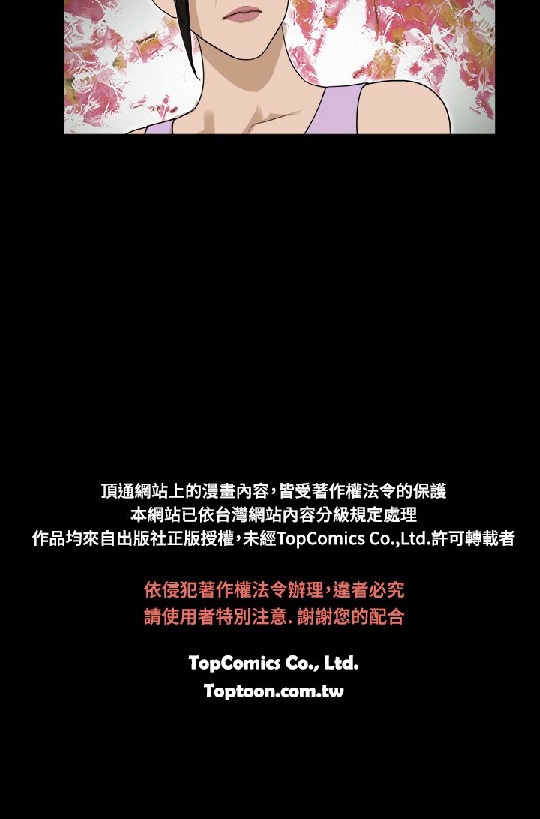 頂通網站上的漫畫內容，皆受著作權法令的保護
本網站已依台灣網站內容分級規定處理
作品均來自出版社正版授權，未經TopComics Co.,Ltd.許可轉載者
依侵犯著作權法令辦理，違者必究
請使用者特別注意. 謝謝您的配合
TopComics Co., Ltd.
Toptoon.com.tw